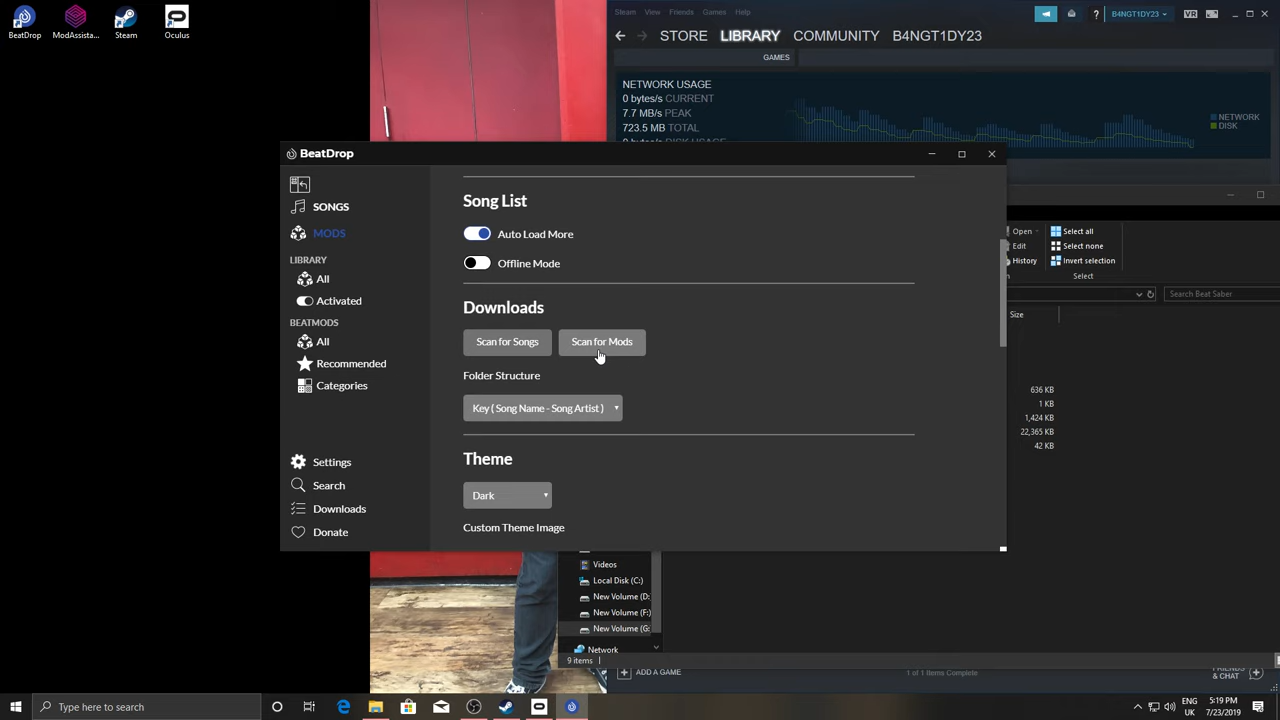 BeatDrop
ModAssista...
Steam
Oculus
Steam View Friends Games Help
B4NGT1DY23
VR
STORE LIBRARY COMMUNITY B4NGT1DY23
GAMES
NETWORK USAGE
0 bytes/s CURRENT
7.7 MB/s PEAK
723.5 MB TOTAL
0 bytes/s DISK USAGE
NETWORK
DISK
BeatDrop
SONGS
MODS
LIBRARY
All
Activated
BEATMODS
All
Recommended
Categories
Settings
Search
Downloads
Donate
Song List
Auto Load More
Offline Mode
Downloads
Scan for Songs
Scan for Mods
Folder Structure
Key ( Song Name - Song Artist )
Theme
Dark
Custom Theme Image
Open
Edit
History
Select all
Select none
Invert selection
Select
Search Beat Saber
Size
636 KB
1 KB
1,424 KB
22,365 KB
42 KB
Videos
Local Disk (C:)
New Volume (D:
New Volume (F:)
New Volume (G:
Network
9 items
ADD A GAME
1 of 1 Items Complete
FRIENDS
& CHAT
Type here to search
ENG
UK
5:19 PM
7/23/2019